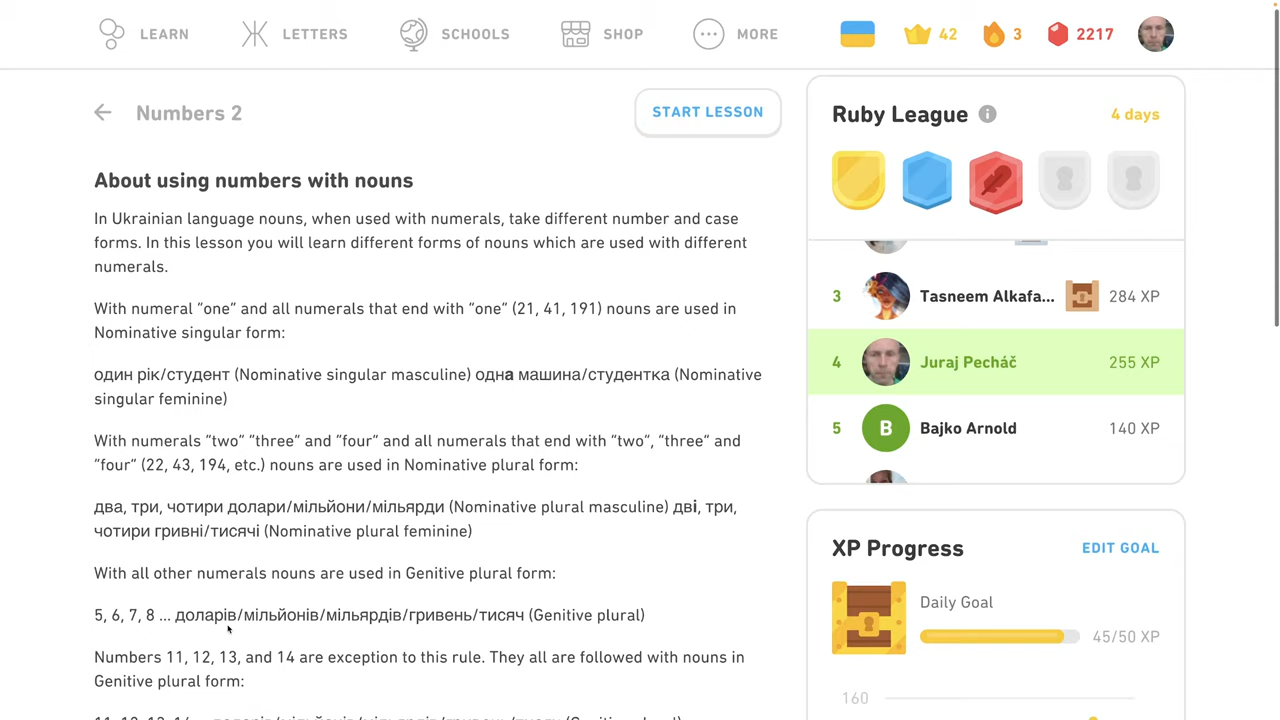 LEARN
LETTERS
SCHOOLS
SHOP
MORE
42
3
2217
Numbers 2
START LESSON
About using numbers with nouns
In Ukrainian language nouns, when used with numerals, take different number and case
forms. In this lesson you will learn different forms of nouns which are used with different
numerals.
With numeral “one” and all numerals that end with “one” (21, 41, 191) nouns are used in
Nominative singular form:
один рік/студент (Nominative singular masculine) одна машина/студентка (Nominative
singular feminine)
With numerals “two” “three” and “four” and all numerals that end with “two”, “three” and
“four” (22, 43, 194, etc.) nouns are used in Nominative plural form:
два, три, чотири долари/мільйони/мільярди (Nominative plural masculine) дві, три,
чотири гривні/тисячі (Nominative plural feminine)
With all other numerals nouns are used in Genitive plural form:
5, 6, 7, 8 ... доларів/мільйонів/мільярдів/гривень/тисяч (Genitive plural)
Numbers 11, 12, 13, and 14 are exception to this rule. They all are followed with nouns in
Genitive plural form:
Ruby League
4 days
3 Tasneem Alkafa... 284 XP
4 Juraj Pecháč 255 XP
5 B Bajko Arnold 140 XP
XP Progress
EDIT GOAL
Daily Goal
45/50 XP
160